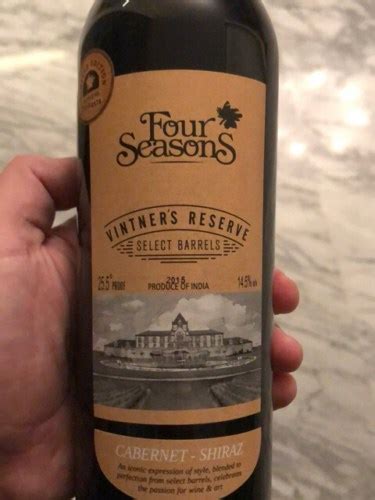 EDITION
Four
Seasons
VINTNER'S RESERVE
SELECT BARRELS
2015
25.5° PROOF PRODUCE OF INDIA 14.5%
CABERNET - SHIRAZ
An iconic expression of style, blended to
perfection from select barrels, celebrates
the passion for wine & art